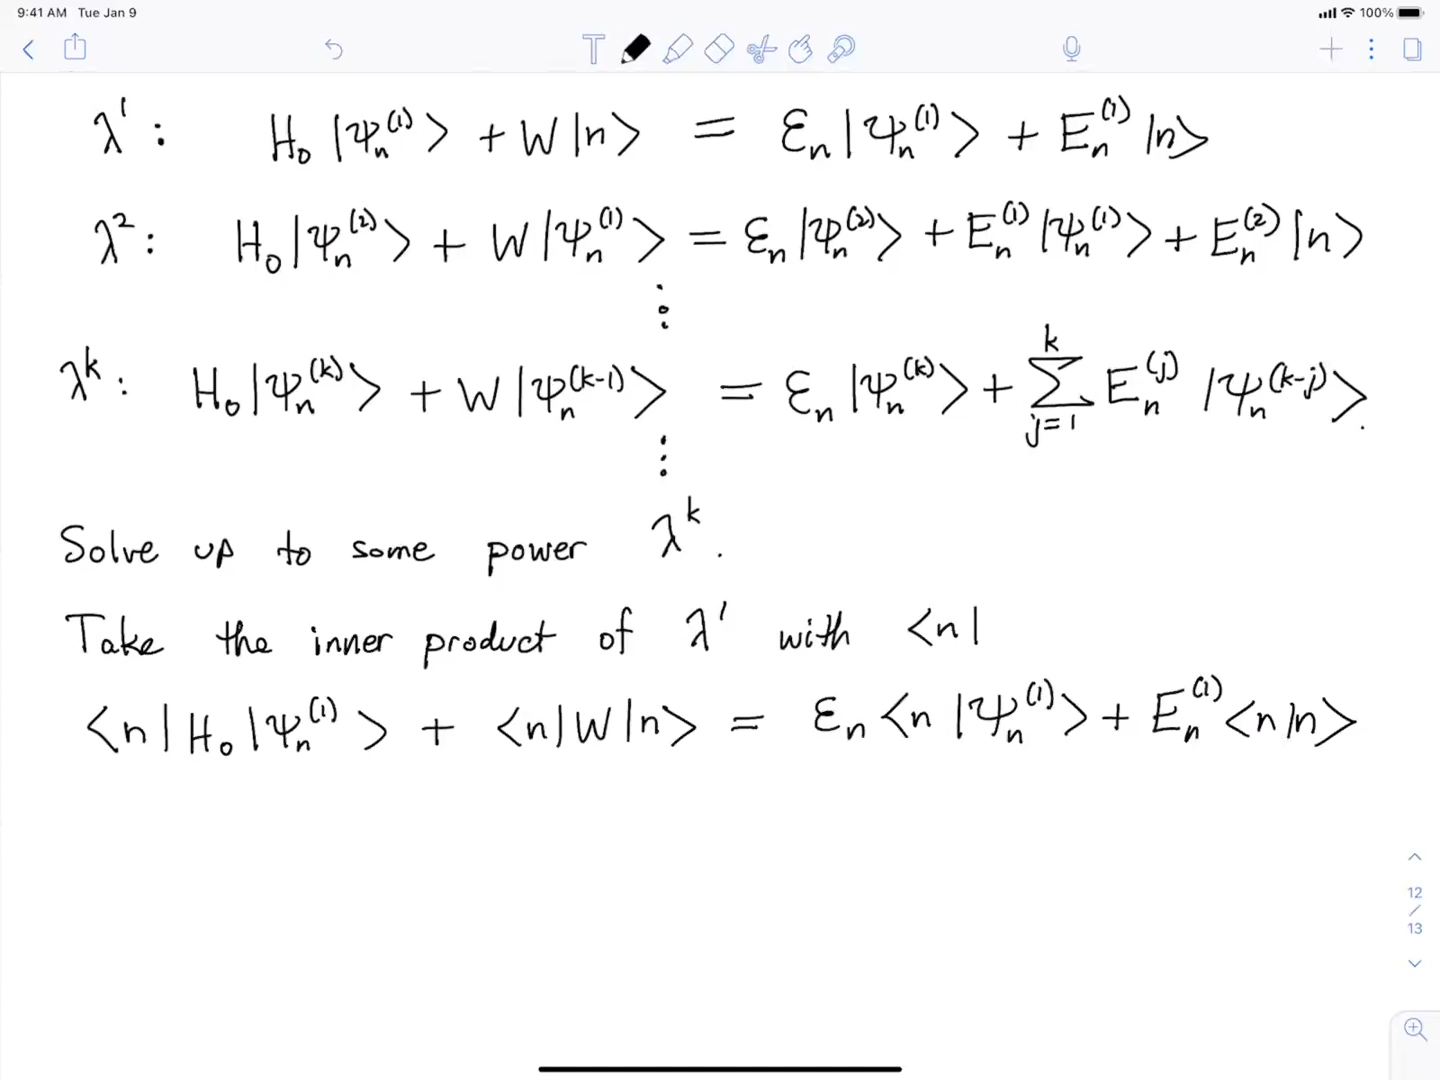 9:41 AM Tue Jan 9 100%
λ¹: H₀|ψₙ⁽¹⁾⟩ + W|n⟩ = εₙ|ψₙ⁽¹⁾⟩ + Eₙ⁽¹⁾|n⟩
λ²: H₀|ψₙ⁽²⁾⟩ + W|ψₙ⁽¹⁾⟩ = εₙ|ψₙ⁽²⁾⟩ + Eₙ⁽¹⁾|ψₙ⁽¹⁾⟩ + Eₙ⁽²⁾|n⟩
⋮
λᵏ: H₀|ψₙ⁽ᵏ⁾⟩ + W|ψₙ⁽ᵏ⁻¹⁾⟩ = εₙ|ψₙ⁽ᵏ⁾⟩ + ∑_{j=1}^{k} Eₙ⁽ʲ⁾|ψₙ⁽ᵏ⁻ʲ⁾⟩.
⋮
Solve up to some power λᵏ.
Take the inner product of λ¹ with ⟨n|
⟨n|H₀|ψₙ⁽¹⁾⟩ + ⟨n|W|n⟩ = εₙ⟨n|ψₙ⁽¹⁾⟩ + Eₙ⁽¹⁾⟨n|n⟩
12
/
13